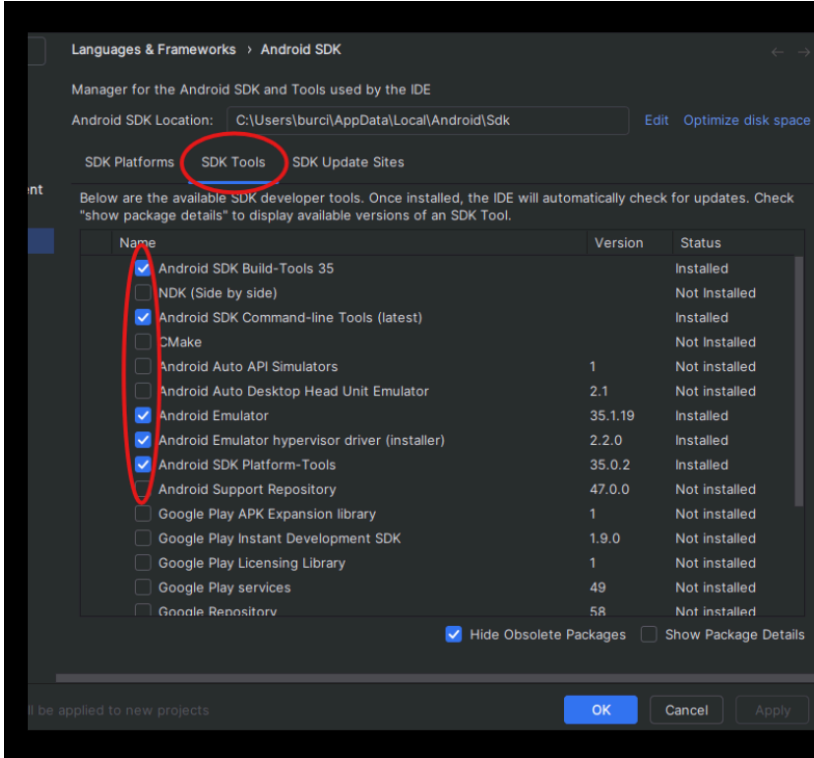 Languages & Frameworks › Android SDK
Manager for the Android SDK and Tools used by the IDE
Android SDK Location: C:\Users\burci\AppData\Local\Android\Sdk Edit Optimize disk space
SDK Platforms SDK Tools SDK Update Sites
nt
Below are the available SDK developer tools. Once installed, the IDE will automatically check for updates. Check
"show package details" to display available versions of an SDK Tool.
Name Version Status
Android SDK Build-Tools 35 Installed
NDK (Side by side) Not Installed
Android SDK Command-line Tools (latest) Installed
CMake Not Installed
Android Auto API Simulators 1 Not installed
Android Auto Desktop Head Unit Emulator 2.1 Not installed
Android Emulator 35.1.19 Installed
Android Emulator hypervisor driver (installer) 2.2.0 Installed
Android SDK Platform-Tools 35.0.2 Installed
Android Support Repository 47.0.0 Not installed
Google Play APK Expansion library 1 Not installed
Google Play Instant Development SDK 1.9.0 Not installed
Google Play Licensing Library 1 Not installed
Google Play services 49 Not installed
Google Repository 58 Not installed
Hide Obsolete Packages Show Package Details
ll be applied to new projects
OK Cancel Apply